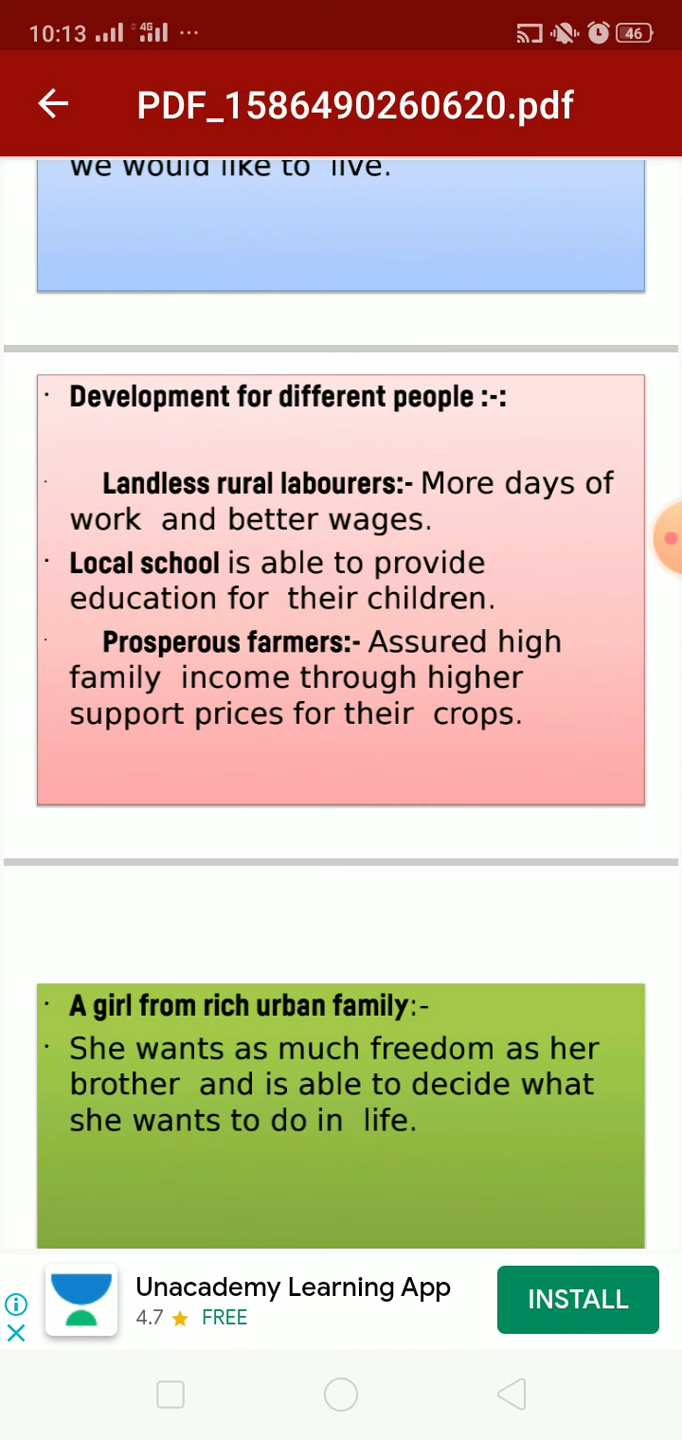 10:13 4G ... 46
PDF_1586490260620.pdf
we would like to live.
· Development for different people :-:
· Landless rural labourers:- More days of
work and better wages.
· Local school is able to provide
education for their children.
· Prosperous farmers:- Assured high
family income through higher
support prices for their crops.
· A girl from rich urban family:-
· She wants as much freedom as her
brother and is able to decide what
she wants to do in life.
Unacademy Learning App
4.7 ★ FREE
INSTALL